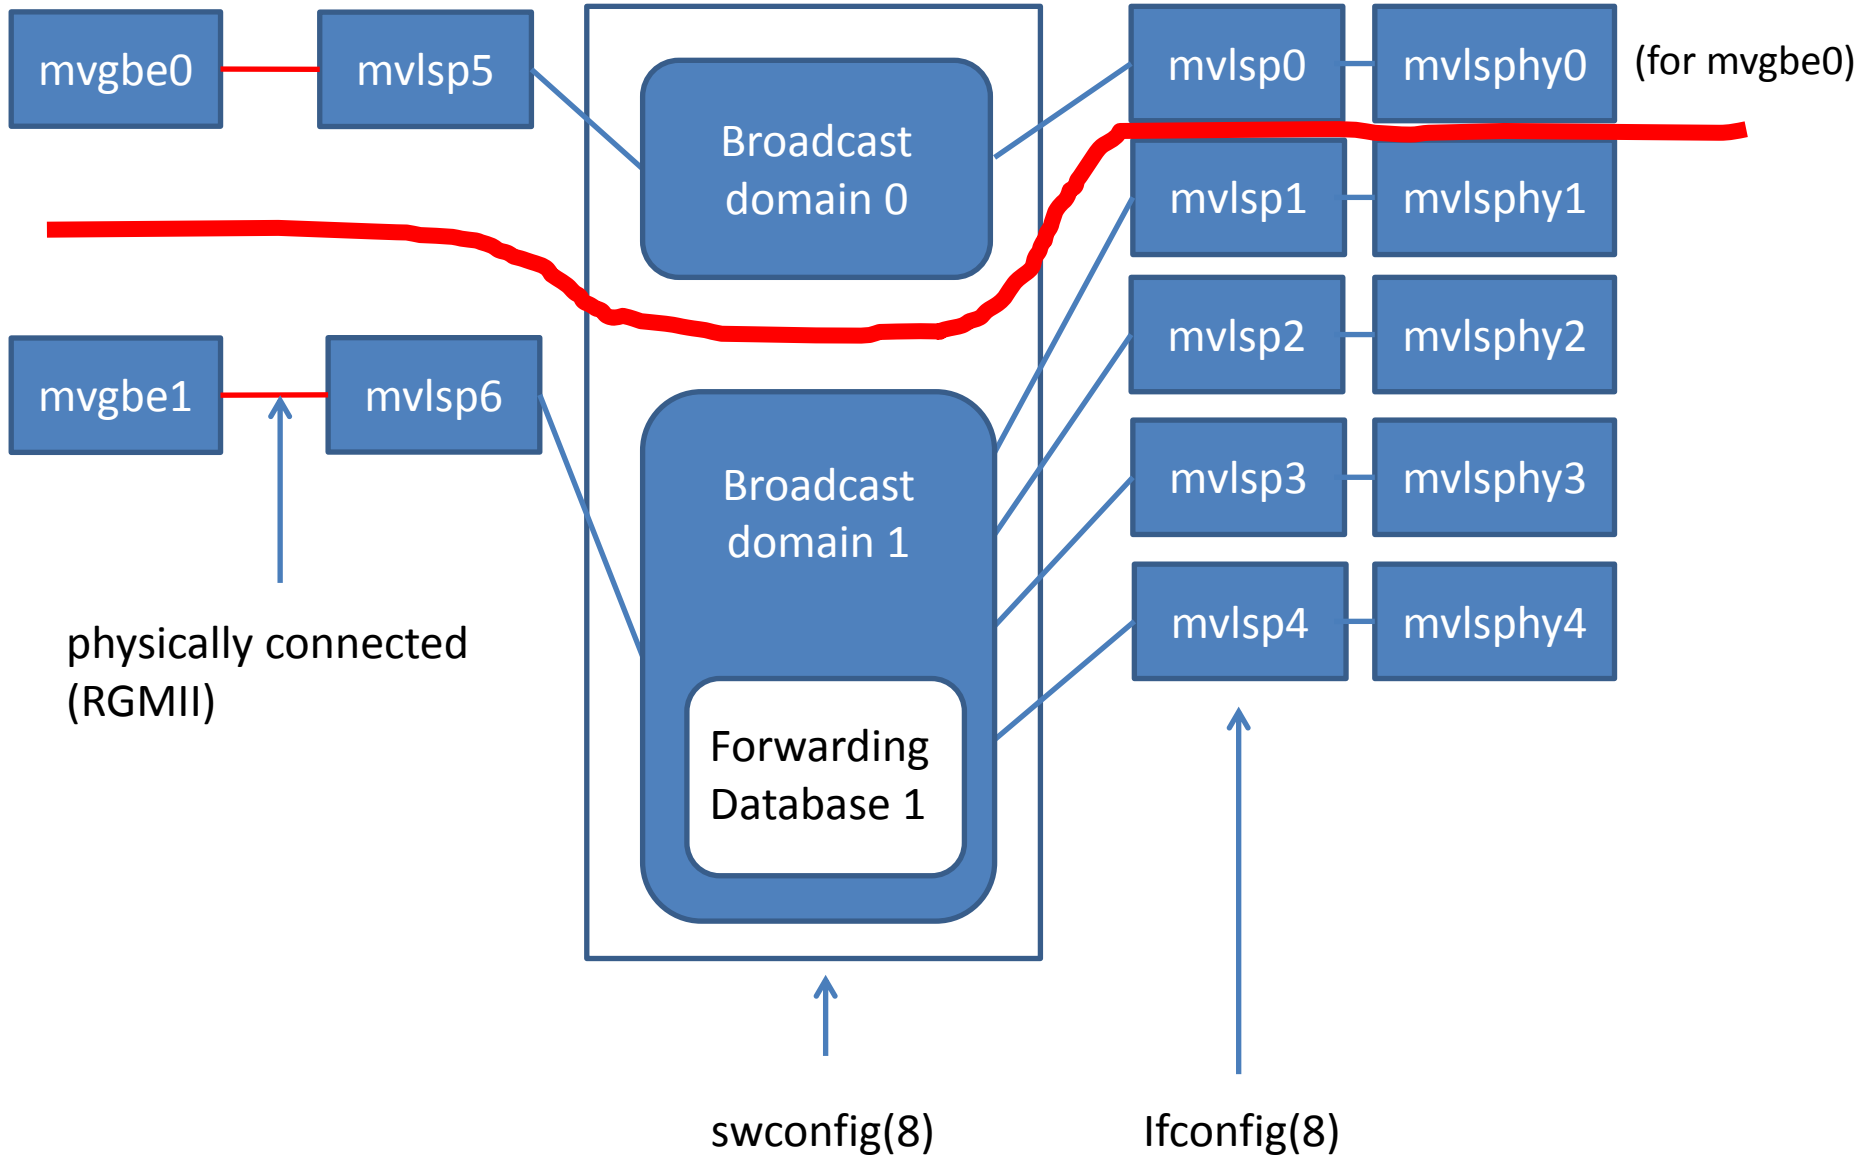 mvgbe0
mvlsp5
mvlsp0
mvlsphy0
(for mvgbe0)
Broadcast
domain 0
mvlsp1
mvlsphy1
mvlsp2
mvlsphy2
mvgbe1
mvlsp6
Broadcast
domain 1
mvlsp3
mvlsphy3
mvlsp4
mvlsphy4
physically connected
(RGMII)
Forwarding
Database 1
swconfig(8)
Ifconfig(8)